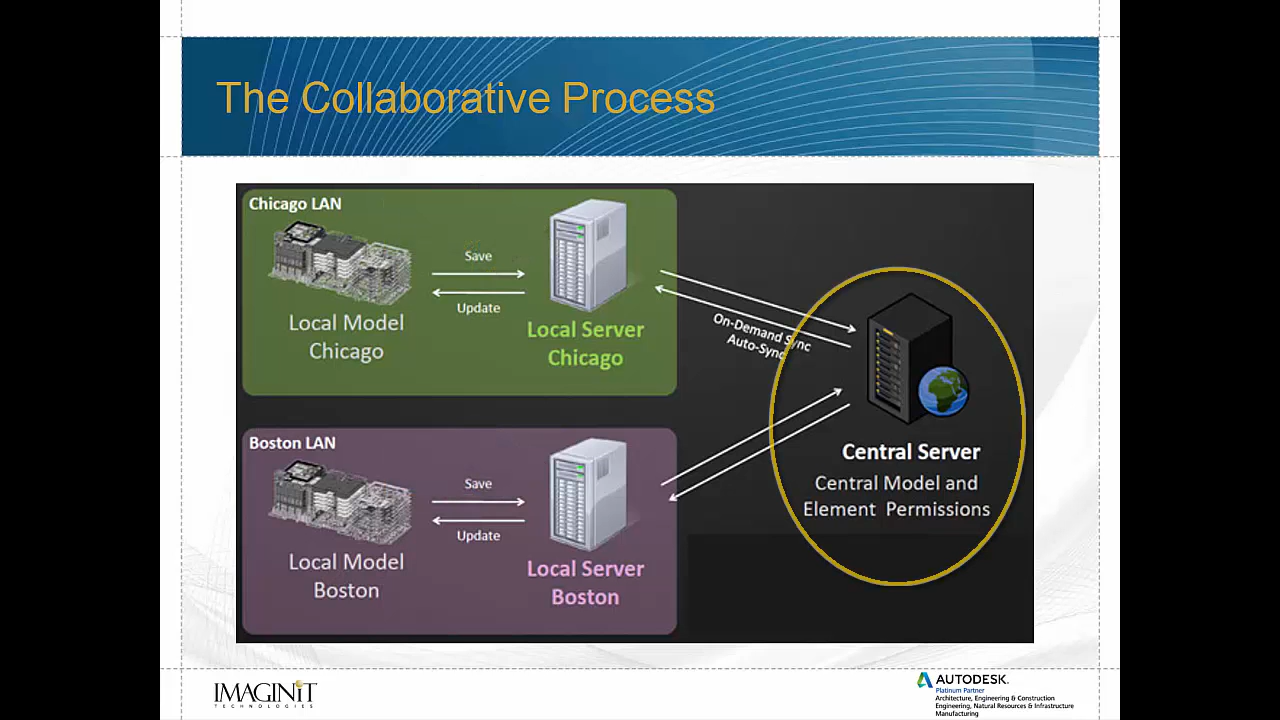 The Collaborative Process
Chicago LAN
Save
Update
Local Model
Chicago
Local Server
Chicago
On-Demand Sync
Auto-Sync
Boston LAN
Save
Update
Local Model
Boston
Local Server
Boston
Central Server
Central Model and
Element Permissions
IMAGINiT
TECHNOLOGIES
AUTODESK.
Platinum Partner
Architecture, Engineering & Construction
Engineering, Natural Resources & Infrastructure
Manufacturing